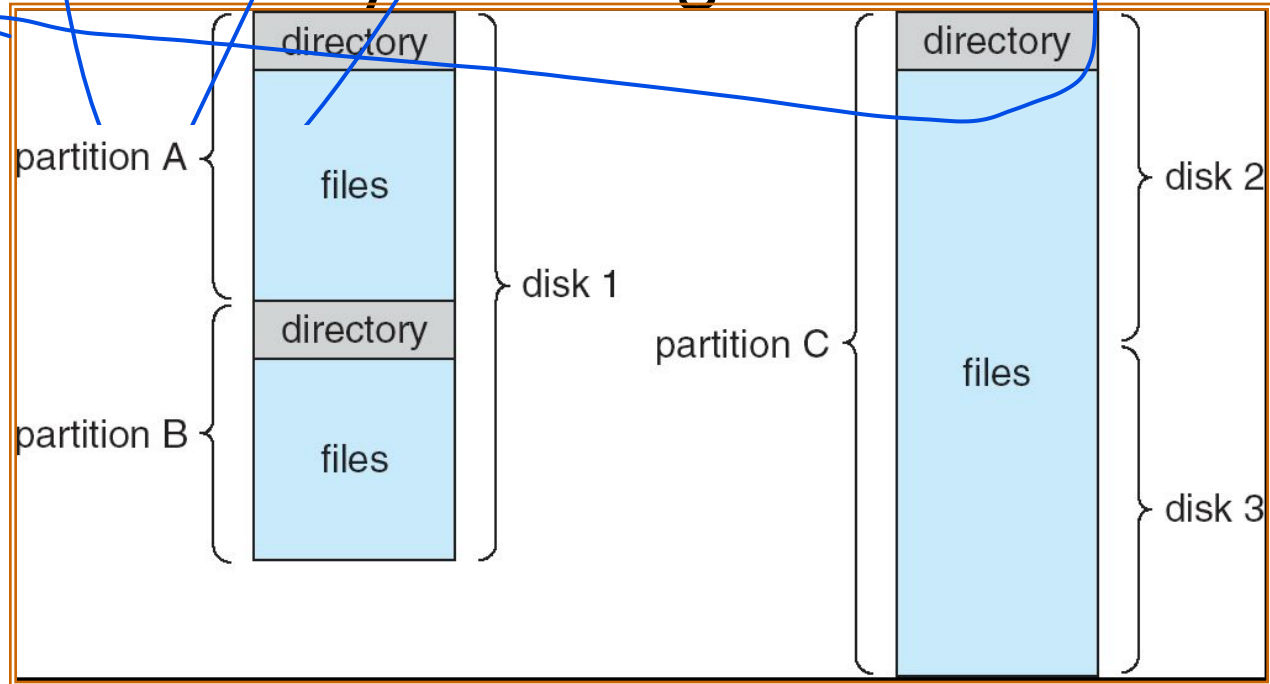 directory
partition A
files
disk 1
directory
partition B
files
directory
partition C
files
disk 2
disk 3